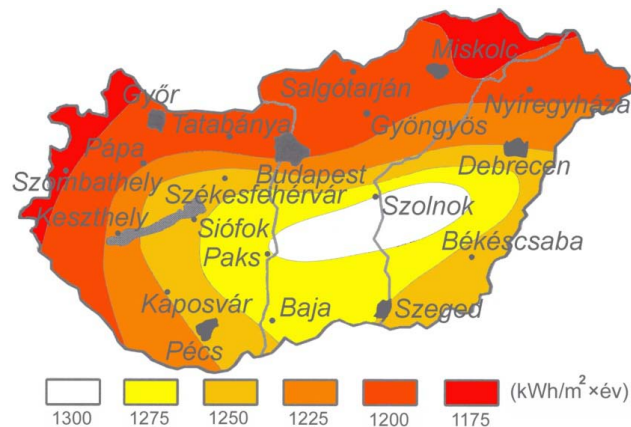 Miskolc
Salgótarján
Győr
Nyíregyháza
Tatabánya
Gyöngyös
Pápa
Budapest
Debrecen
Szombathely
Székesfehérvár
Szolnok
Keszthely
Siófok
Békéscsaba
Paks
Kaposvár
Baja
Szeged
Pécs
(kWh/m²×év)
1300 1275 1250 1225 1200 1175